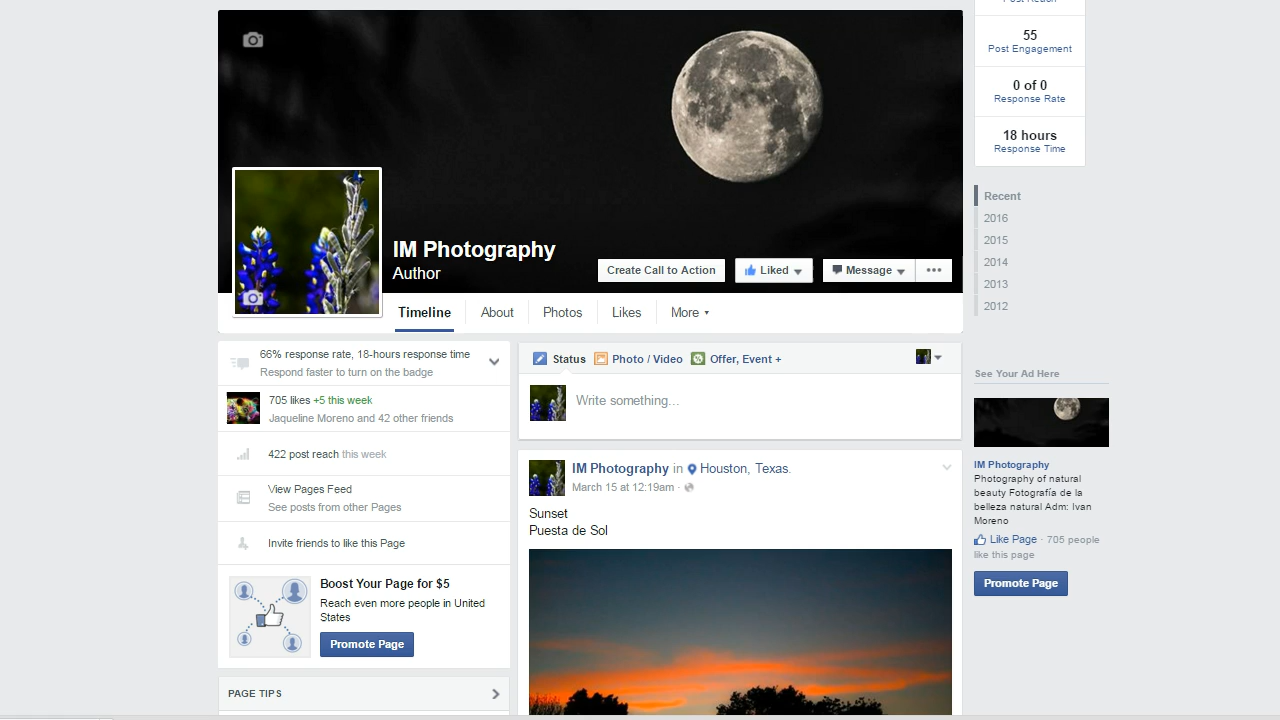 Post Reach
55
Post Engagement
0 of 0
Response Rate
18 hours
Response Time
IM Photography
Author
Create Call to Action
Liked
Message
Timeline
About
Photos
Likes
More
Recent
2016
2015
2014
2013
2012
66% response rate, 18-hours response time
Respond faster to turn on the badge
705 likes +5 this week
Jaqueline Moreno and 42 other friends
422 post reach this week
View Pages Feed
See posts from other Pages
Invite friends to like this Page
Boost Your Page for $5
Reach even more people in United
States
Promote Page
PAGE TIPS
Status
Photo / Video
Offer, Event +
Write something...
IM Photography in Houston, Texas.
March 15 at 12:19am ·
Sunset
Puesta de Sol
See Your Ad Here
IM Photography
Photography of natural
beauty Fotografía de la
belleza natural Adm: Ivan
Moreno
Like Page · 705 people
like this page
Promote Page